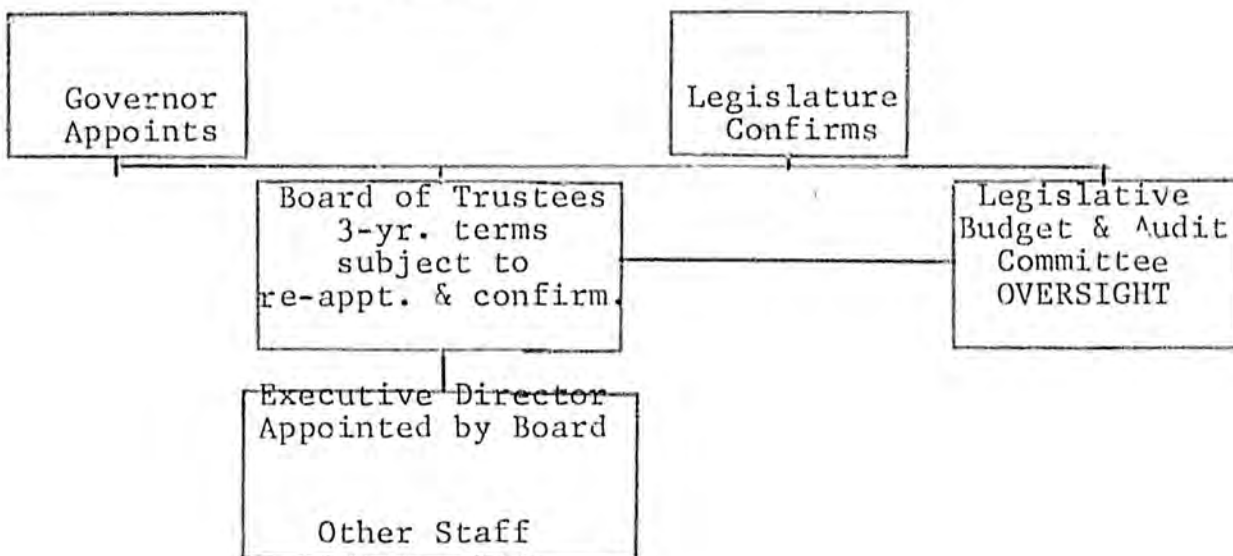 Governor
Appoints
Legislature
Confirms
Board of Trustees
3-yr. terms
subject to
re-appt. & confirm.
Legislative
Budget & Audit
Committee
OVERSIGHT
Executive Director
Appointed by Board
Other Staff